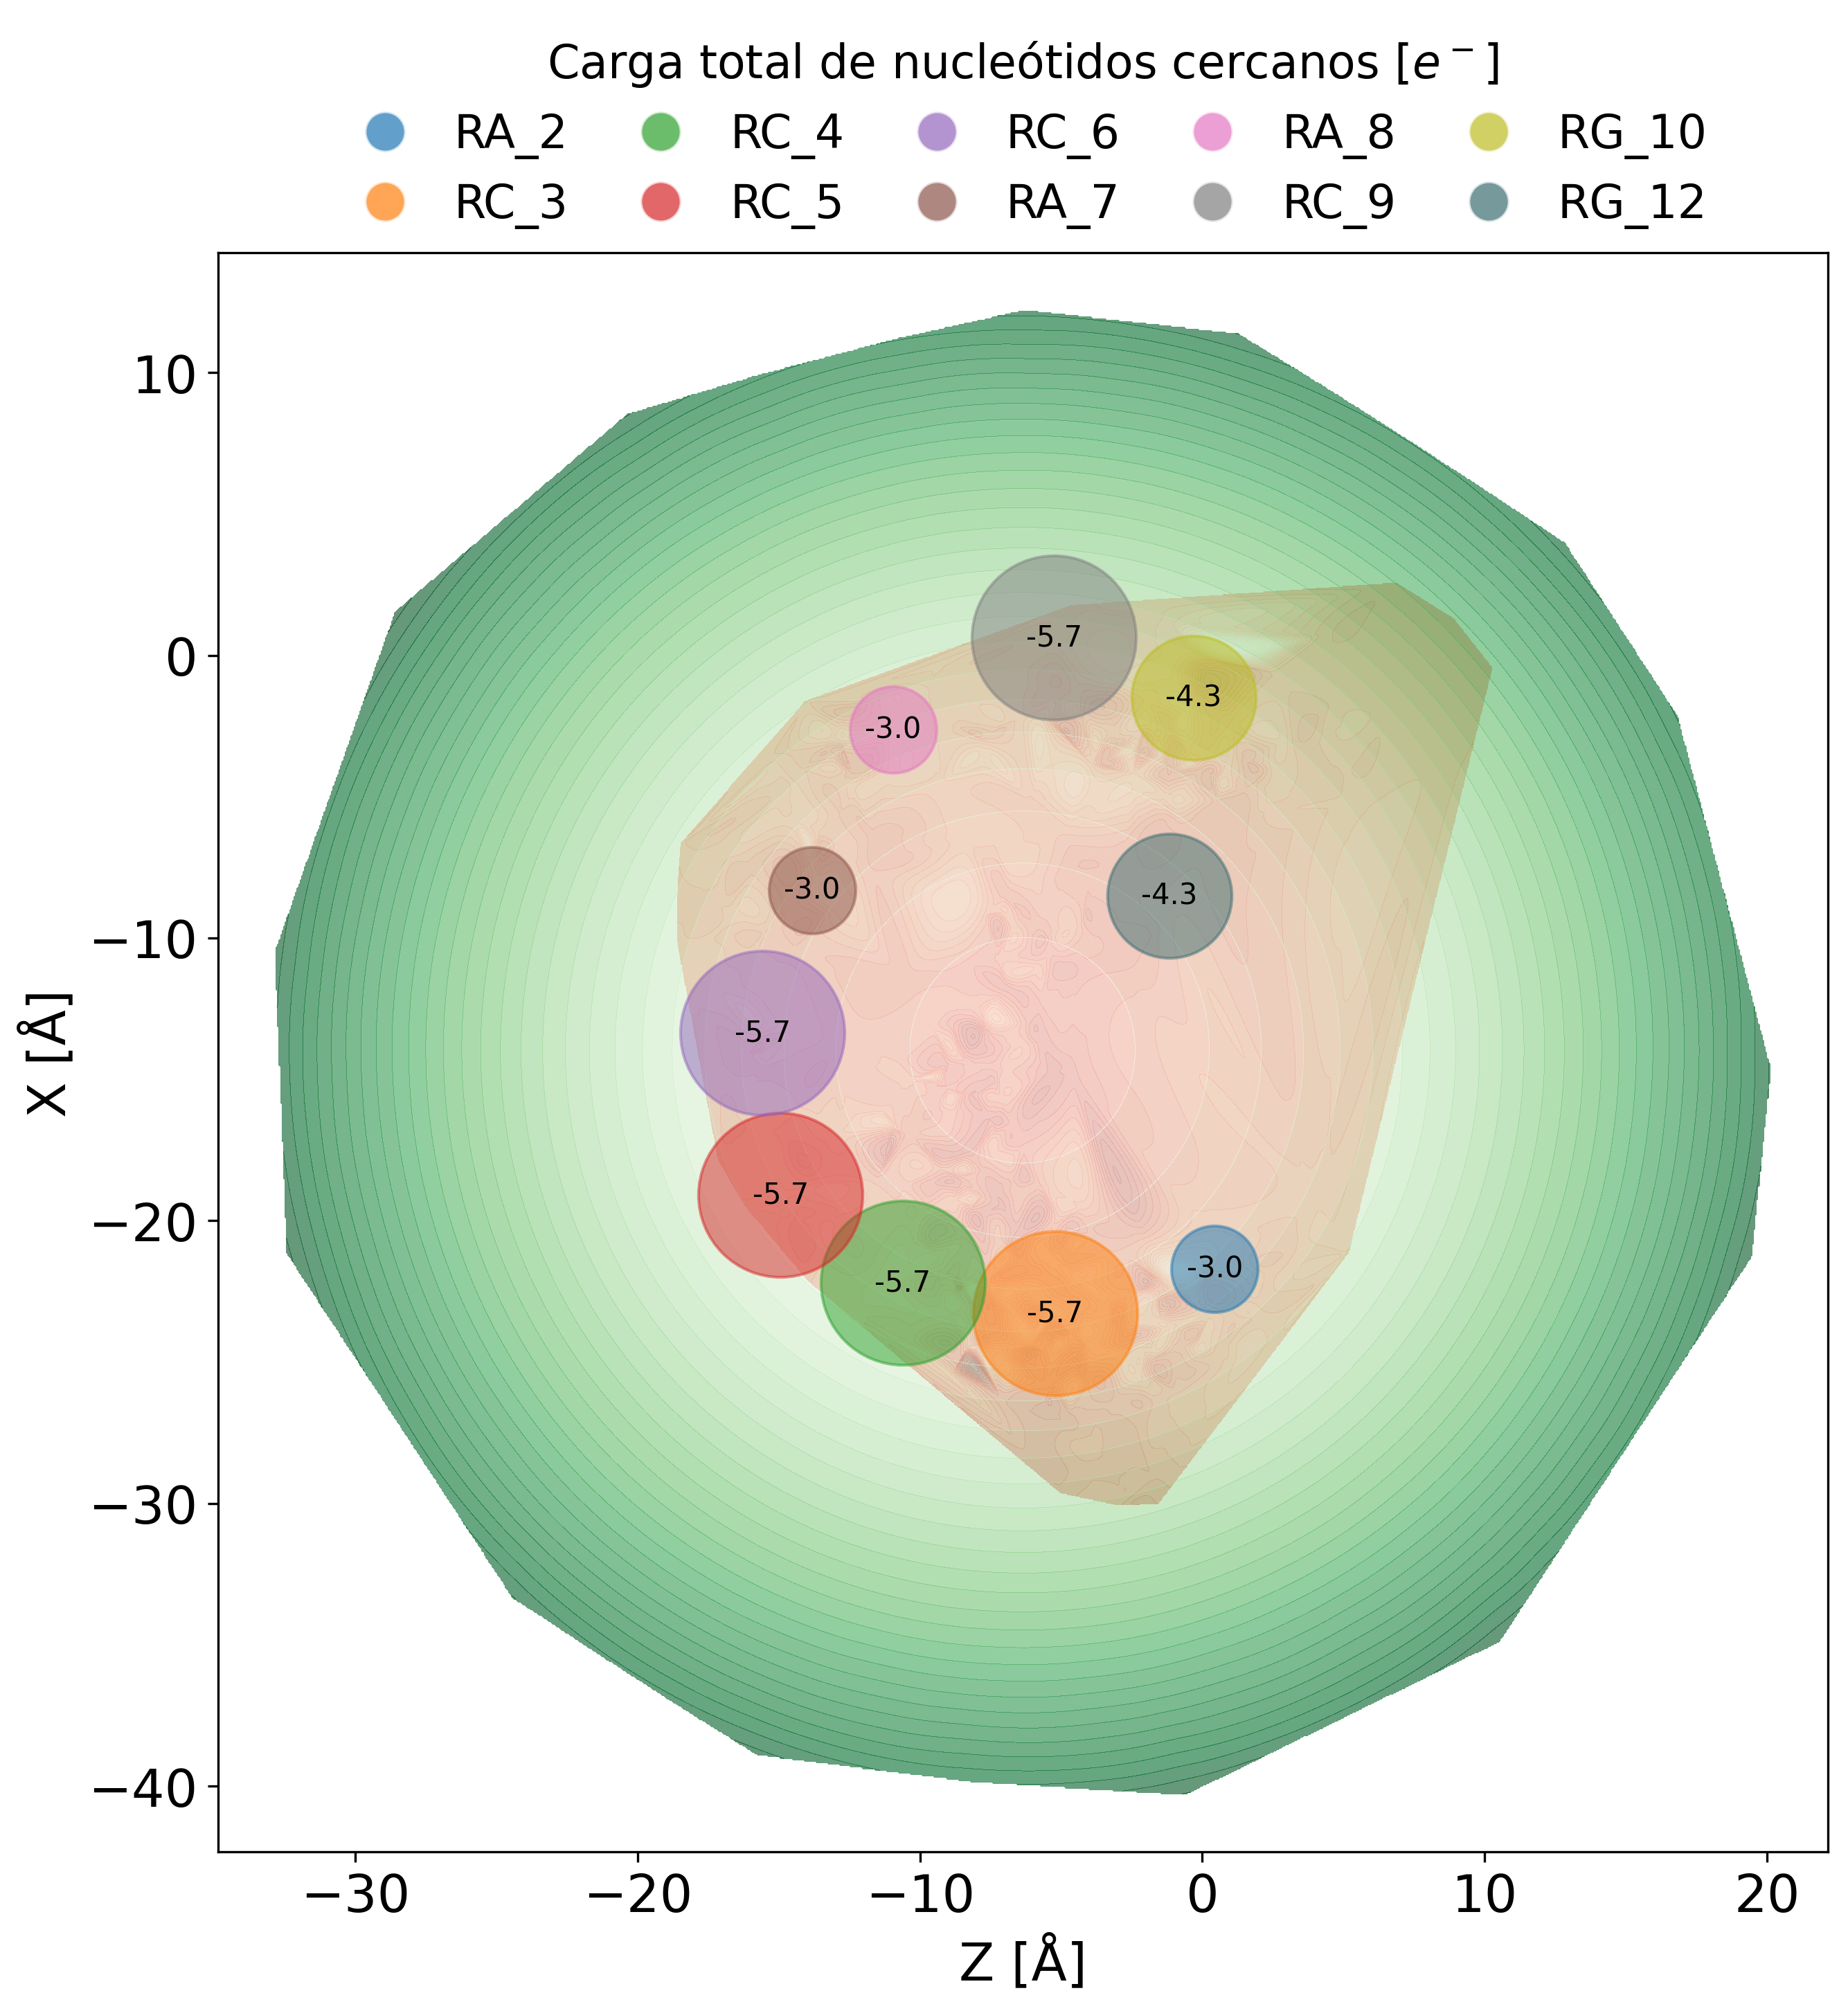 Carga total de nucleótidos cercanos [e⁻]
RA_2 RC_4 RC_6 RA_8 RG_10
RC_3 RC_5 RA_7 RC_9 RG_12
10
0
−10
−20
−30
−40
X [Å]
-5.7
-4.3
-3.0
-3.0
-4.3
-5.7
-5.7
-5.7
-3.0
-5.7
−30 −20 −10 0 10 20
Z [Å]